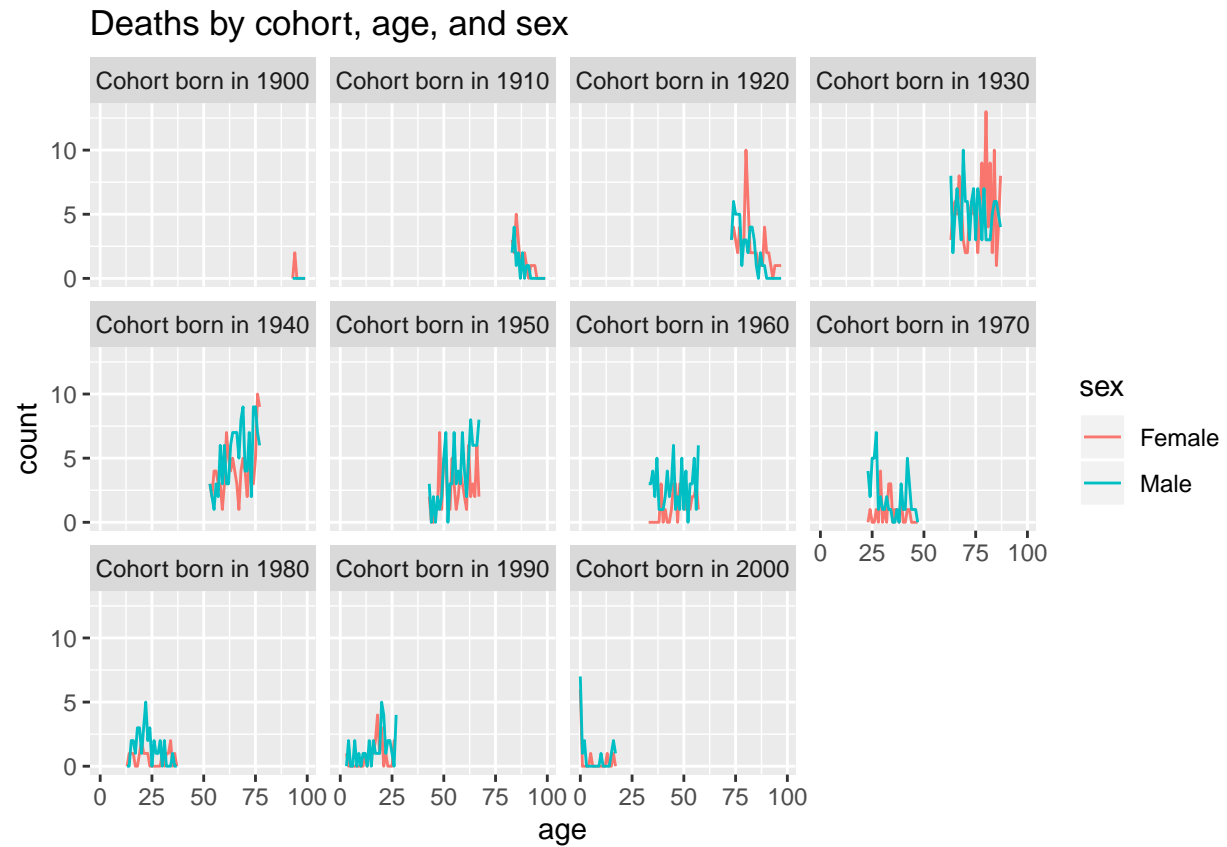 Deaths by cohort, age, and sex
Cohort born in 1900 Cohort born in 1910 Cohort born in 1920 Cohort born in 1930
10
5
0
Cohort born in 1940 Cohort born in 1950 Cohort born in 1960 Cohort born in 1970
10
5
0
0 25 50 75 100
Cohort born in 1980 Cohort born in 1990 Cohort born in 2000
10
5
0
0 25 50 75 100 0 25 50 75 100 0 25 50 75 100
age
count
sex
Female
Male